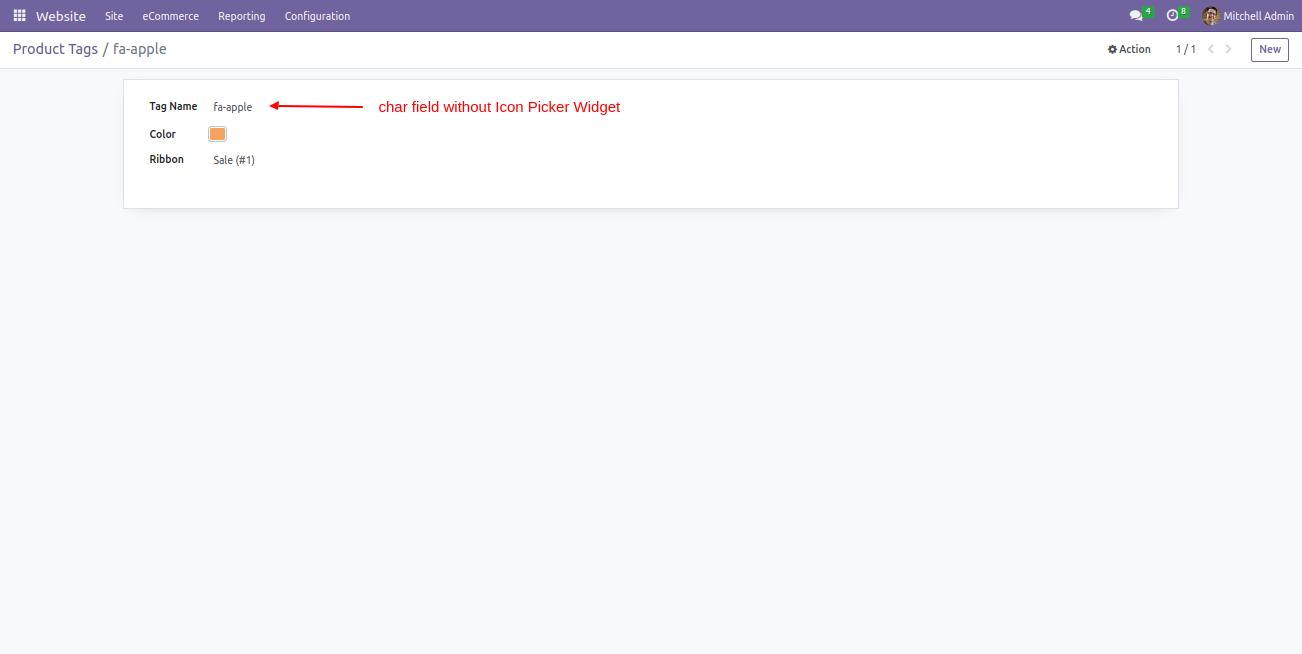 Website Site eCommerce Reporting Configuration 4 8 Mitchell Admin
Product Tags / fa-apple Action 1 / 1 New
Tag Name fa-apple char field without Icon Picker Widget
Color
Ribbon Sale (#1)